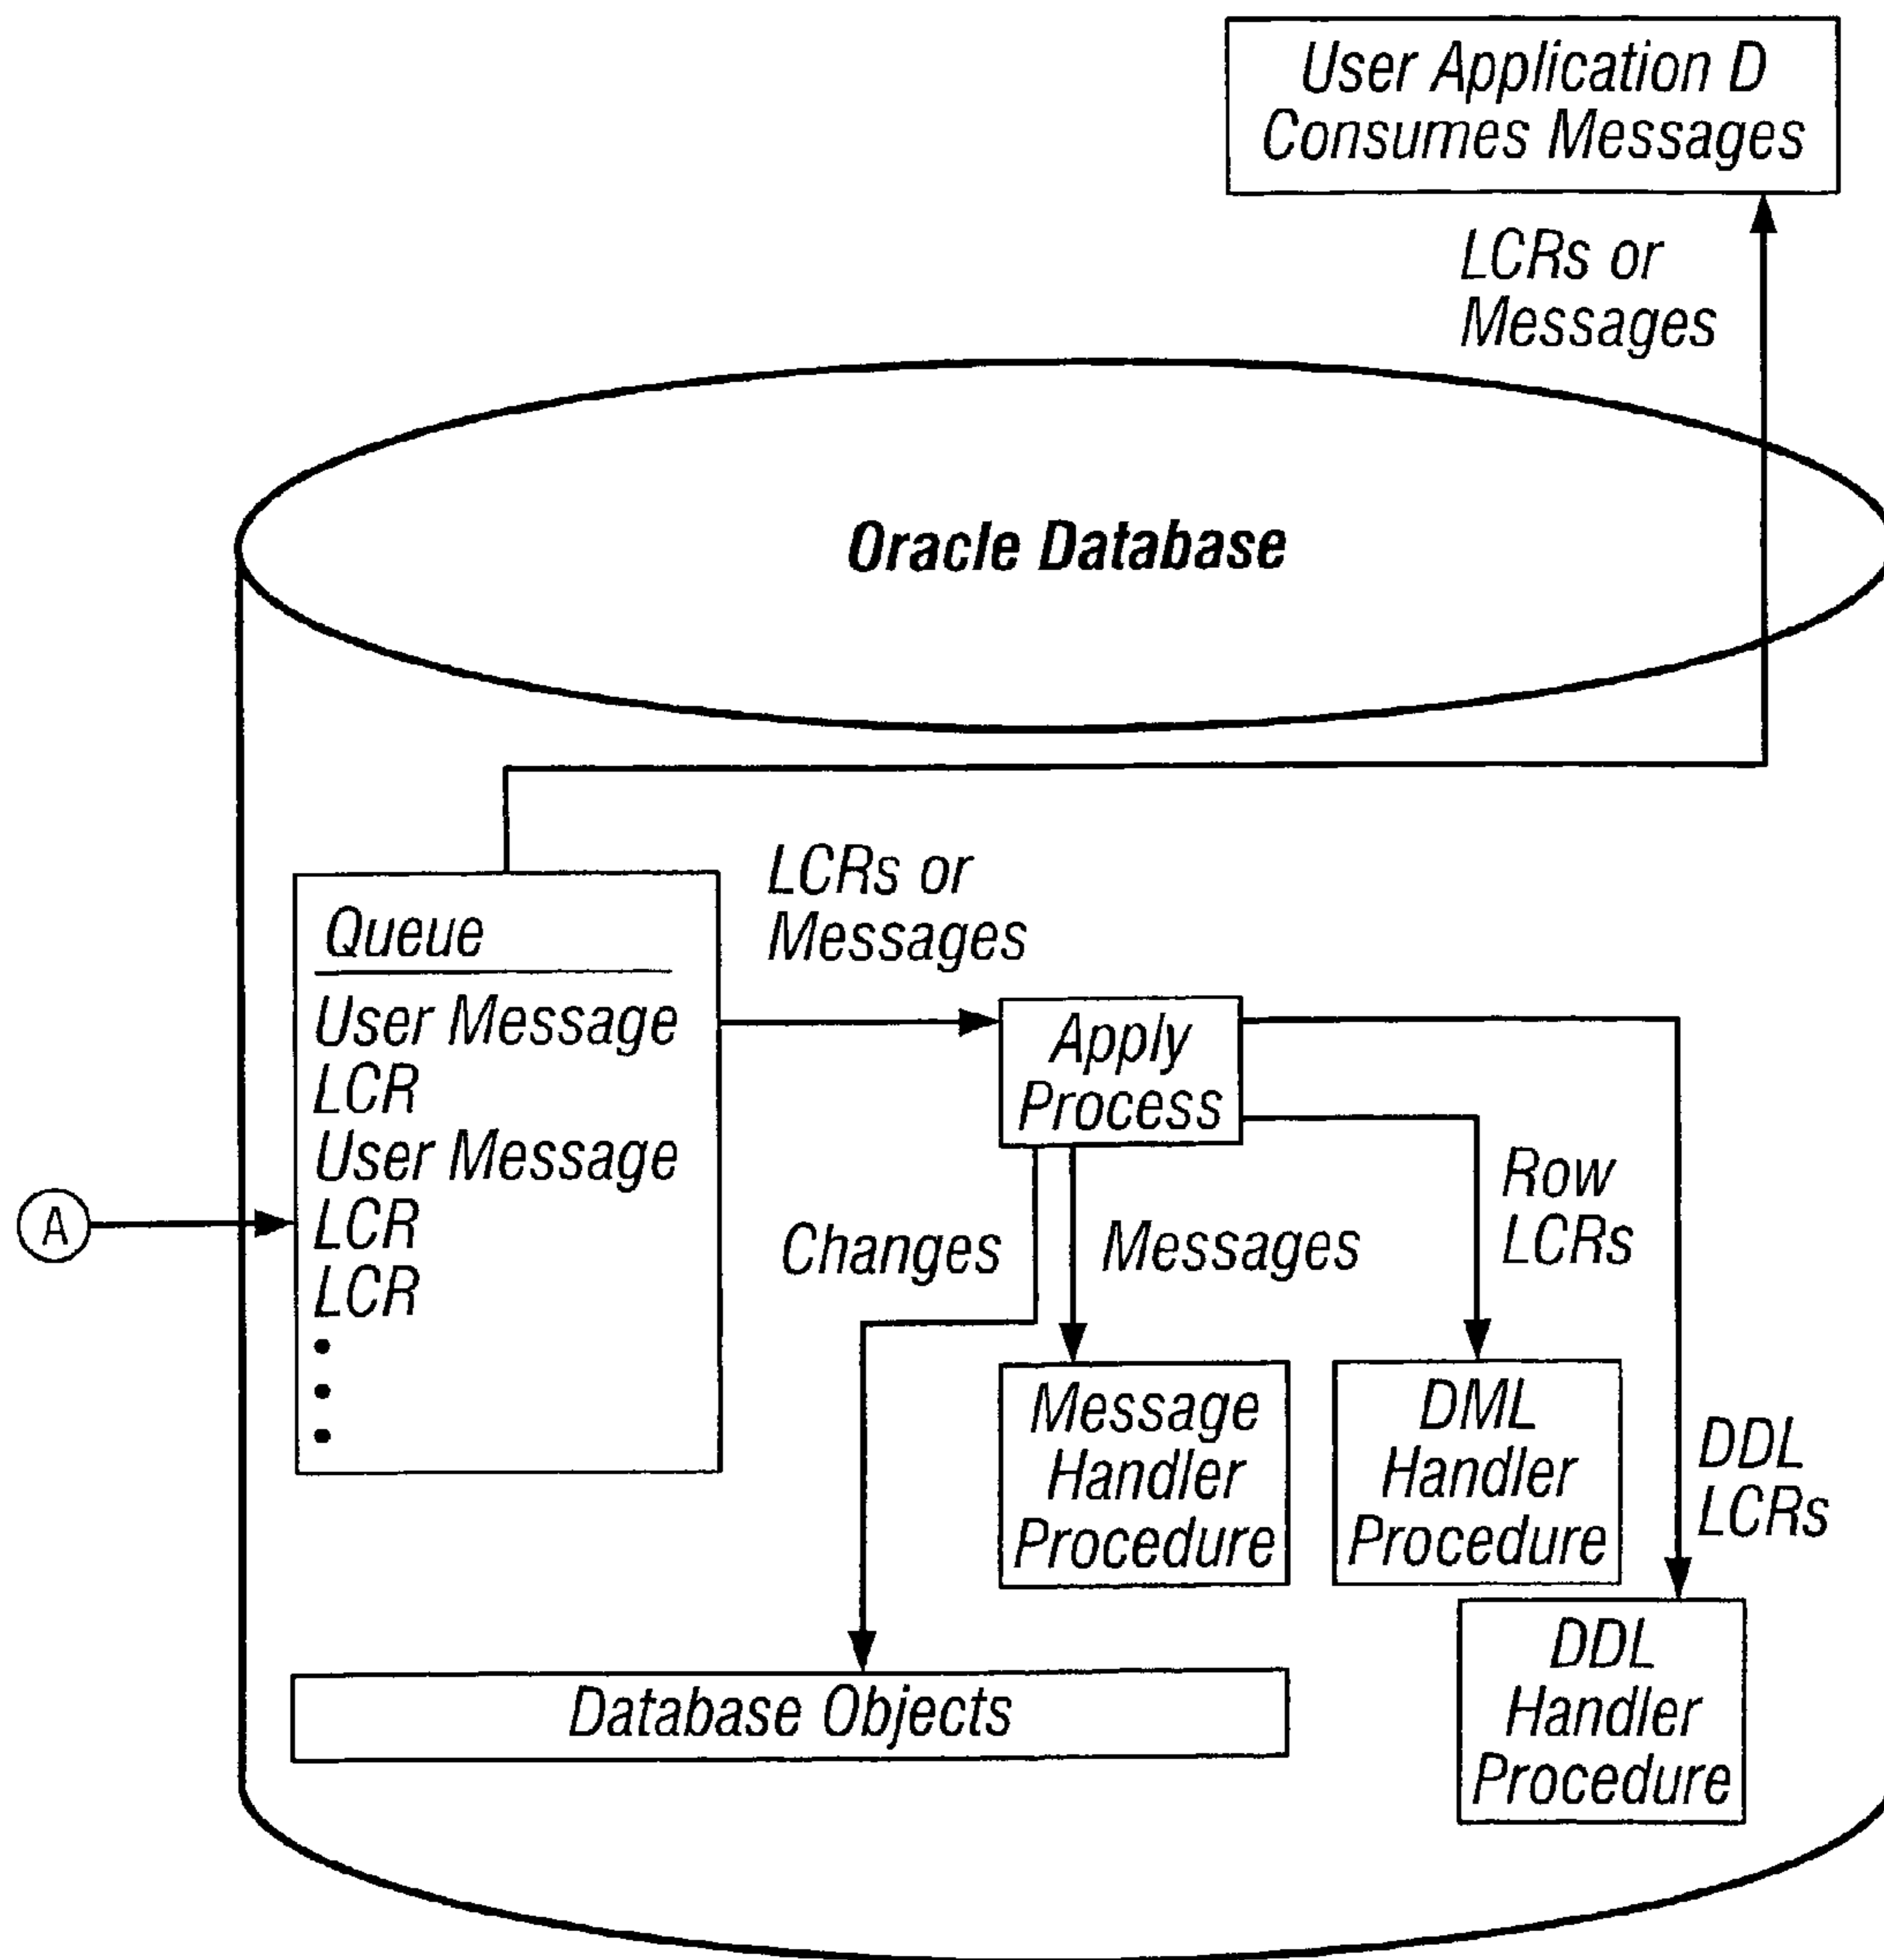 User Application D
Consumes Messages
LCRs or
Messages
Oracle Database
LCRs or
Messages
Queue
User Message
LCR
User Message
LCR
LCR
•
•
•
A
Apply
Process
Changes
Messages
Row
LCRs
DDL
LCRs
Message
Handler
Procedure
DML
Handler
Procedure
DDL
Handler
Procedure
Database Objects